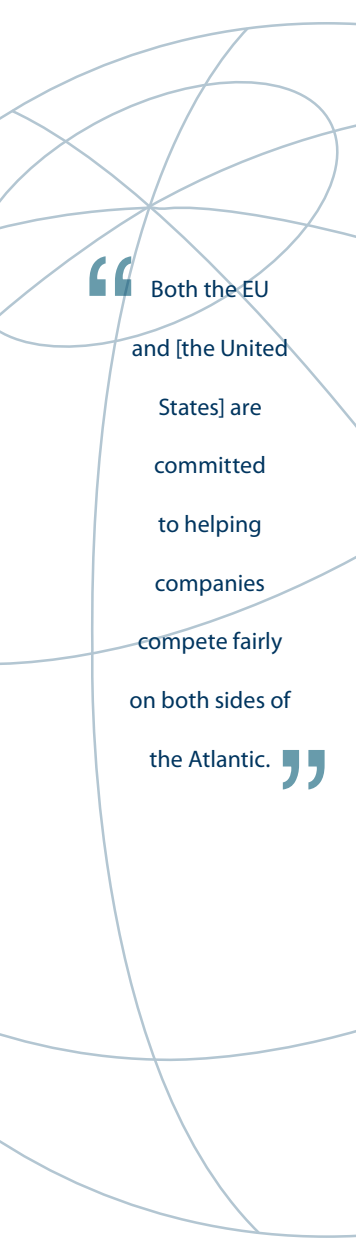 “ Both the EU
and [the United
States] are
committed
to helping
companies
compete fairly
on both sides of
the Atlantic. ”